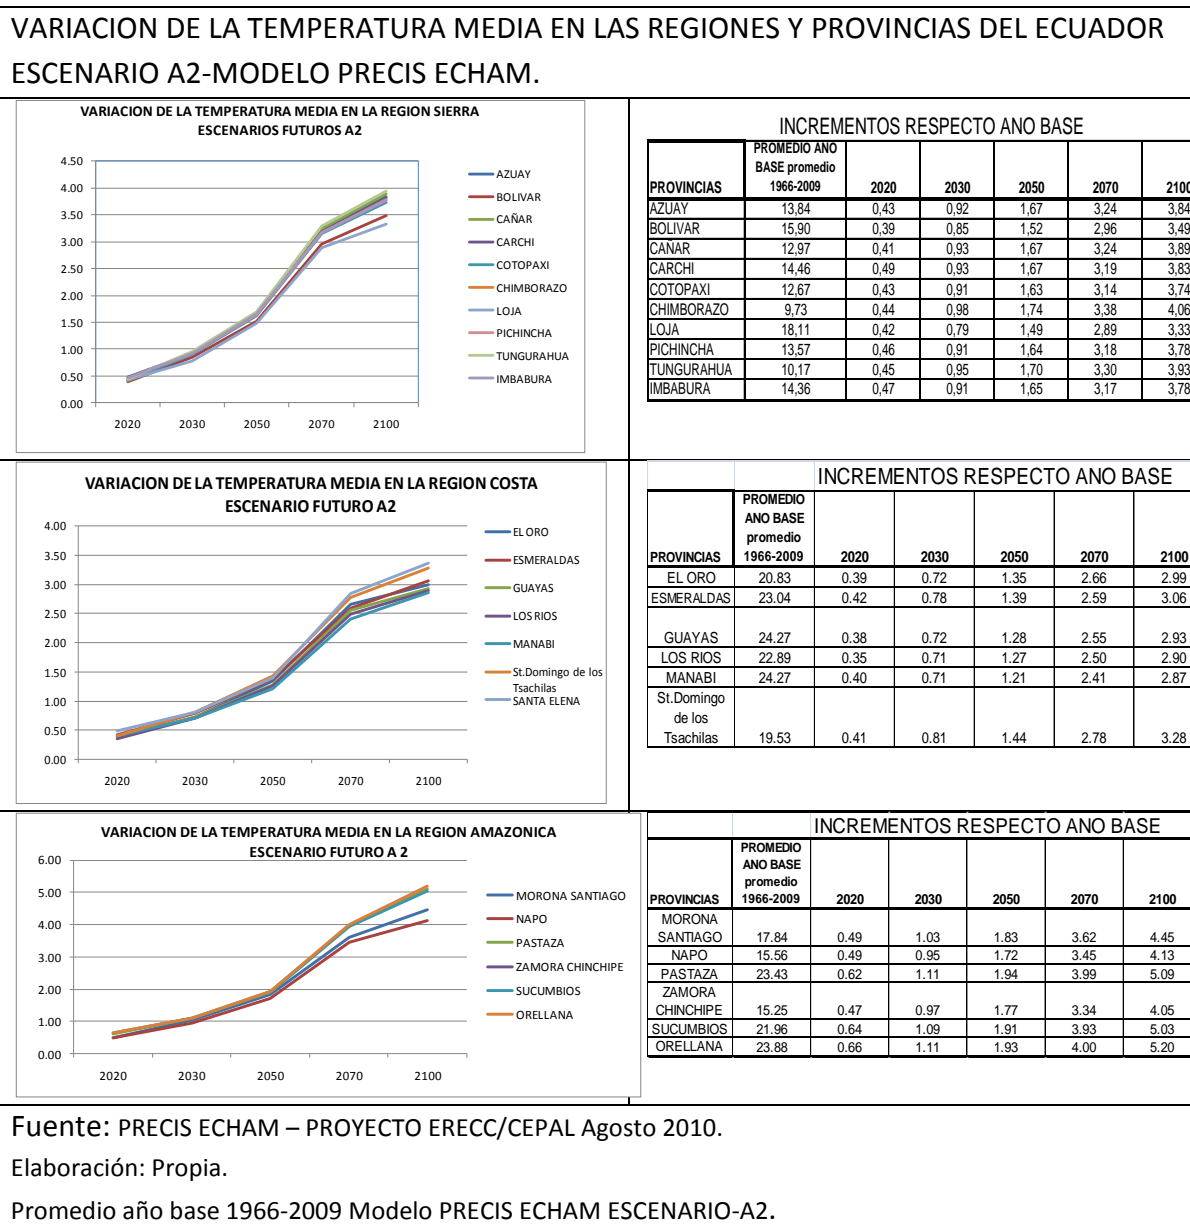 VARIACION DE LA TEMPERATURA MEDIA EN LAS REGIONES Y PROVINCIAS DEL ECUADOR
ESCENARIO A2-MODELO PRECIS ECHAM.
VARIACION DE LA TEMPERATURA MEDIA EN LA REGION SIERRA
ESCENARIOS FUTUROS A2
4.50
4.00
3.50
3.00
2.50
2.00
1.50
1.00
0.50
0.00
2020 2030 2050 2070 2100
AZUAY
BOLIVAR
CAÑAR
CARCHI
COTOPAXI
CHIMBORAZO
LOJA
PICHINCHA
TUNGURAHUA
IMBABURA
INCREMENTOS RESPECTO ANO BASE
PROMEDIO ANO
BASE promedio
PROVINCIAS 1966-2009 2020 2030 2050 2070 2100
AZUAY 13,84 0,43 0,92 1,67 3,24 3,84
BOLIVAR 15,90 0,39 0,85 1,52 2,96 3,49
CAÑAR 12,97 0,41 0,93 1,67 3,24 3,89
CARCHI 14,46 0,49 0,93 1,67 3,19 3,83
COTOPAXI 12,67 0,43 0,91 1,63 3,14 3,74
CHIMBORAZO 9,73 0,44 0,98 1,74 3,38 4,06
LOJA 18,11 0,42 0,79 1,49 2,89 3,33
PICHINCHA 13,57 0,46 0,91 1,64 3,18 3,78
TUNGURAHUA 10,17 0,45 0,95 1,70 3,30 3,93
IMBABURA 14,36 0,47 0,91 1,65 3,17 3,78
VARIACION DE LA TEMPERATURA MEDIA EN LA REGION COSTA
ESCENARIO FUTURO A2
4.00
3.50
3.00
2.50
2.00
1.50
1.00
0.50
0.00
2020 2030 2050 2070 2100
EL ORO
ESMERALDAS
GUAYAS
LOS RIOS
MANABI
St.Domingo de los
Tsachilas
SANTA ELENA
INCREMENTOS RESPECTO ANO BASE
PROMEDIO
ANO BASE
promedio
PROVINCIAS 1966-2009 2020 2030 2050 2070 2100
EL ORO 20.83 0.39 0.72 1.35 2.66 2.99
ESMERALDAS 23.04 0.42 0.78 1.39 2.59 3.06
GUAYAS 24.27 0.38 0.72 1.28 2.55 2.93
LOS RIOS 22.89 0.35 0.71 1.27 2.50 2.90
MANABI 24.27 0.40 0.71 1.21 2.41 2.87
St.Domingo
de los
Tsachilas 19.53 0.41 0.81 1.44 2.78 3.28
VARIACION DE LA TEMPERATURA MEDIA EN LA REGION AMAZONICA
ESCENARIO FUTURO A 2
6.00
5.00
4.00
3.00
2.00
1.00
0.00
2020 2030 2050 2070 2100
MORONA SANTIAGO
NAPO
PASTAZA
ZAMORA CHINCHIPE
SUCUMBIOS
ORELLANA
INCREMENTOS RESPECTO ANO BASE
PROMEDIO
ANO BASE
promedio
PROVINCIAS 1966-2009 2020 2030 2050 2070 2100
MORONA
SANTIAGO 17.84 0.49 1.03 1.83 3.62 4.45
NAPO 15.56 0.49 0.95 1.72 3.45 4.13
PASTAZA 23.43 0.62 1.11 1.94 3.99 5.09
ZAMORA
CHINCHIPE 15.25 0.47 0.97 1.77 3.34 4.05
SUCUMBIOS 21.96 0.64 1.09 1.91 3.93 5.03
ORELLANA 23.88 0.66 1.11 1.93 4.00 5.20
Fuente: PRECIS ECHAM – PROYECTO ERECC/CEPAL Agosto 2010.
Elaboración: Propia.
Promedio año base 1966-2009 Modelo PRECIS ECHAM ESCENARIO-A2.